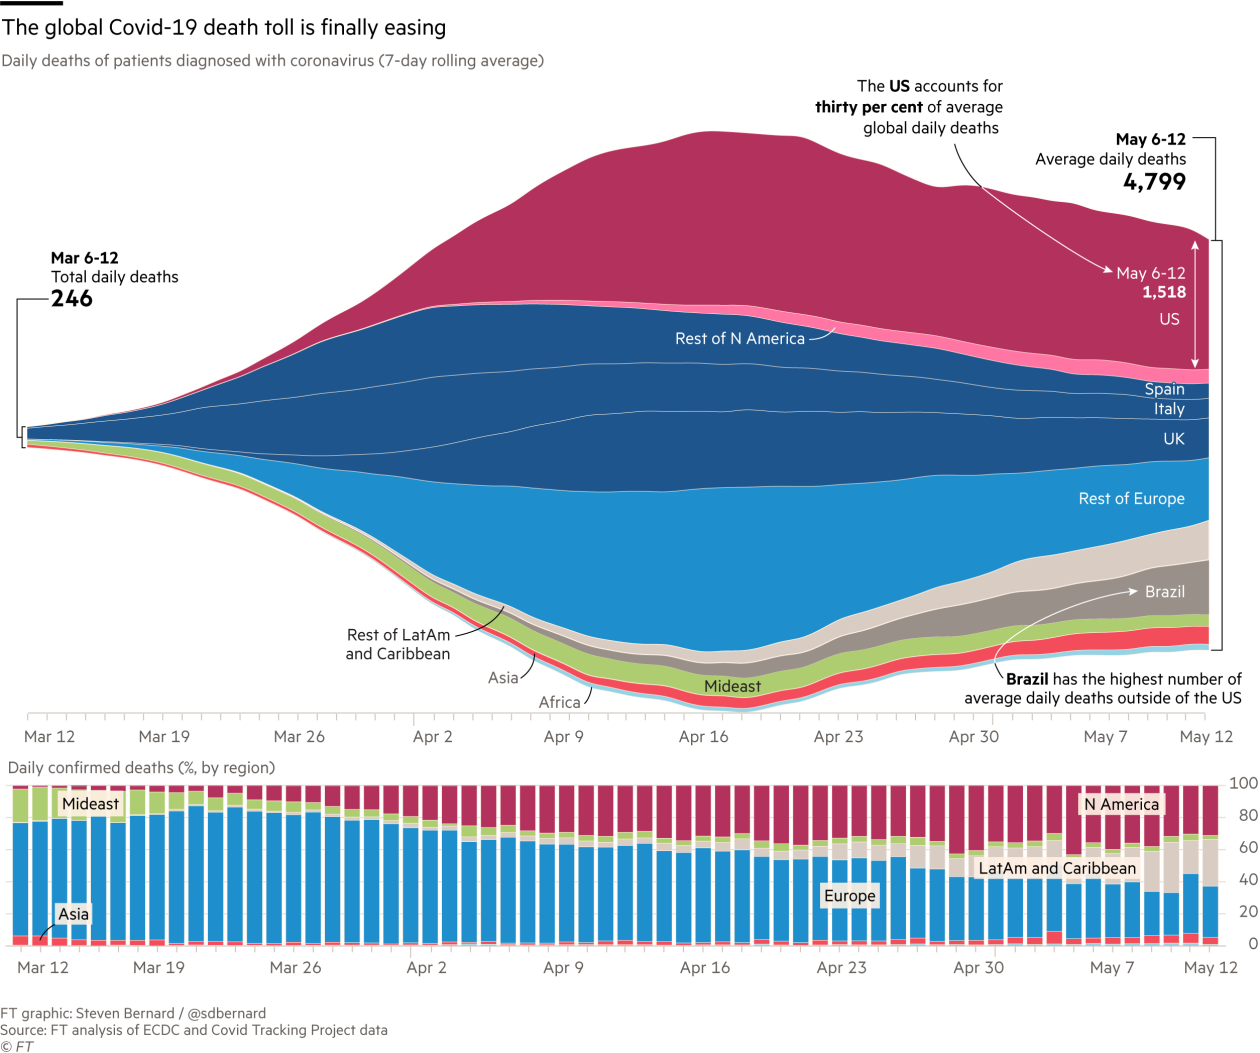 The global Covid-19 death toll is finally easing
Daily deaths of patients diagnosed with coronavirus (7-day rolling average)
The US accounts for
thirty per cent of average
global daily deaths
May 6-12
Average daily deaths
4,799
Mar 6-12
Total daily deaths
246
May 6-12
1,518
US
Rest of N America
Spain
Italy
UK
Rest of Europe
Brazil
Rest of LatAm
and Caribbean
Asia
Africa
Mideast
Brazil has the highest number of
average daily deaths outside of the US
Mar 12 Mar 19 Mar 26 Apr 2 Apr 9 Apr 16 Apr 23 Apr 30 May 7 May 12
Daily confirmed deaths (%, by region)
100
Mideast
N America
80
60
LatAm and Caribbean
40
Europe
Asia
20
0
Mar 12 Mar 19 Mar 26 Apr 2 Apr 9 Apr 16 Apr 23 Apr 30 May 7 May 12
FT graphic: Steven Bernard / @sdbernard
Source: FT analysis of ECDC and Covid Tracking Project data
© FT